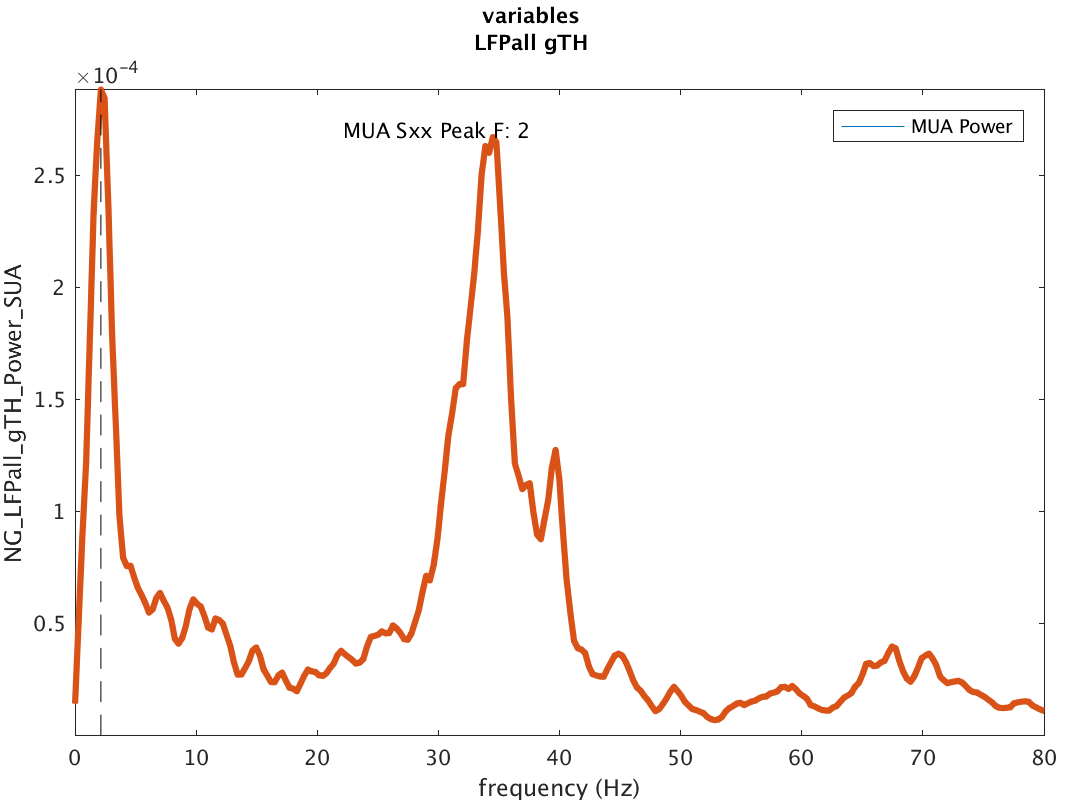 variables
LFPall gTH
×10⁻⁴
MUA Sxx Peak F: 2
MUA Power
NG_LFPall_gTH_Power_SUA
2.5
2
1.5
1
0.5
0 10 20 30 40 50 60 70 80
frequency (Hz)